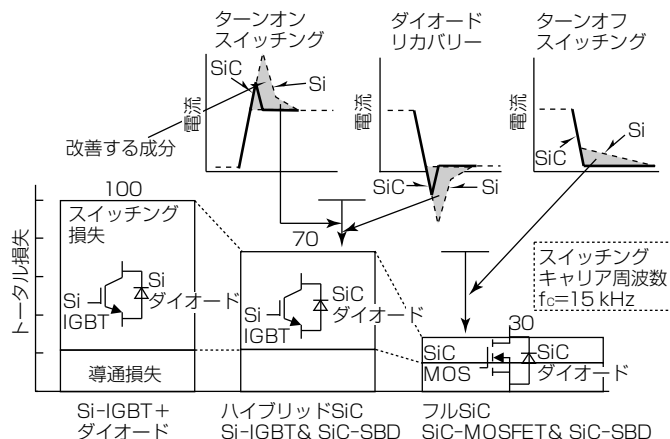 ターンオン
スイッチング
ダイオード
リカバリー
ターンオフ
スイッチング
SiC
Si
電流
改善する成分
電流
SiC
Si
電流
SiC
Si
トータル損失
100
スイッチング
損失
Si
IGBT
Si
ダイオード
導通損失
70
Si
IGBT
SiC
ダイオード
スイッチング
キャリア周波数
fc=15 kHz
30
SiC
MOS
SiC
ダイオード
Si-IGBT＋
ダイオード
ハイブリッドSiC
Si-IGBT& SiC-SBD
フルSiC
SiC-MOSFET& SiC-SBD